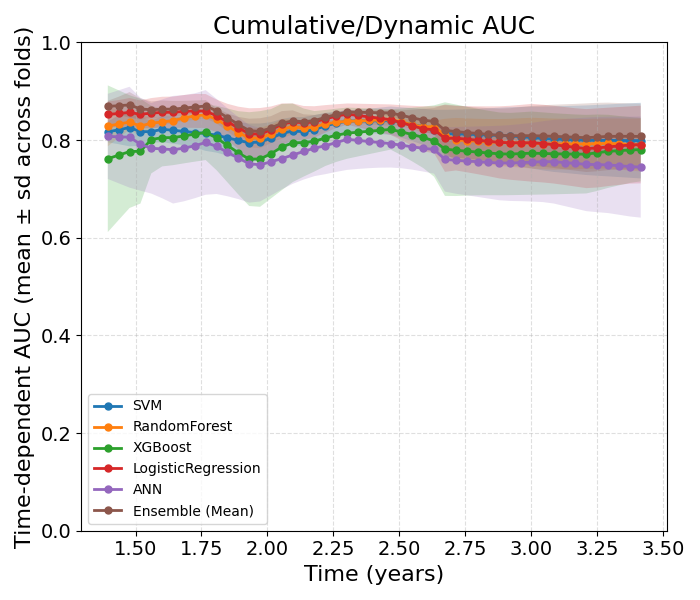 Cumulative/Dynamic AUC
Time-dependent AUC (mean ± sd across folds)
1.0
0.8
0.6
0.4
0.2
0.0
SVM
RandomForest
XGBoost
LogisticRegression
ANN
Ensemble (Mean)
1.50 1.75 2.00 2.25 2.50 2.75 3.00 3.25 3.50
Time (years)